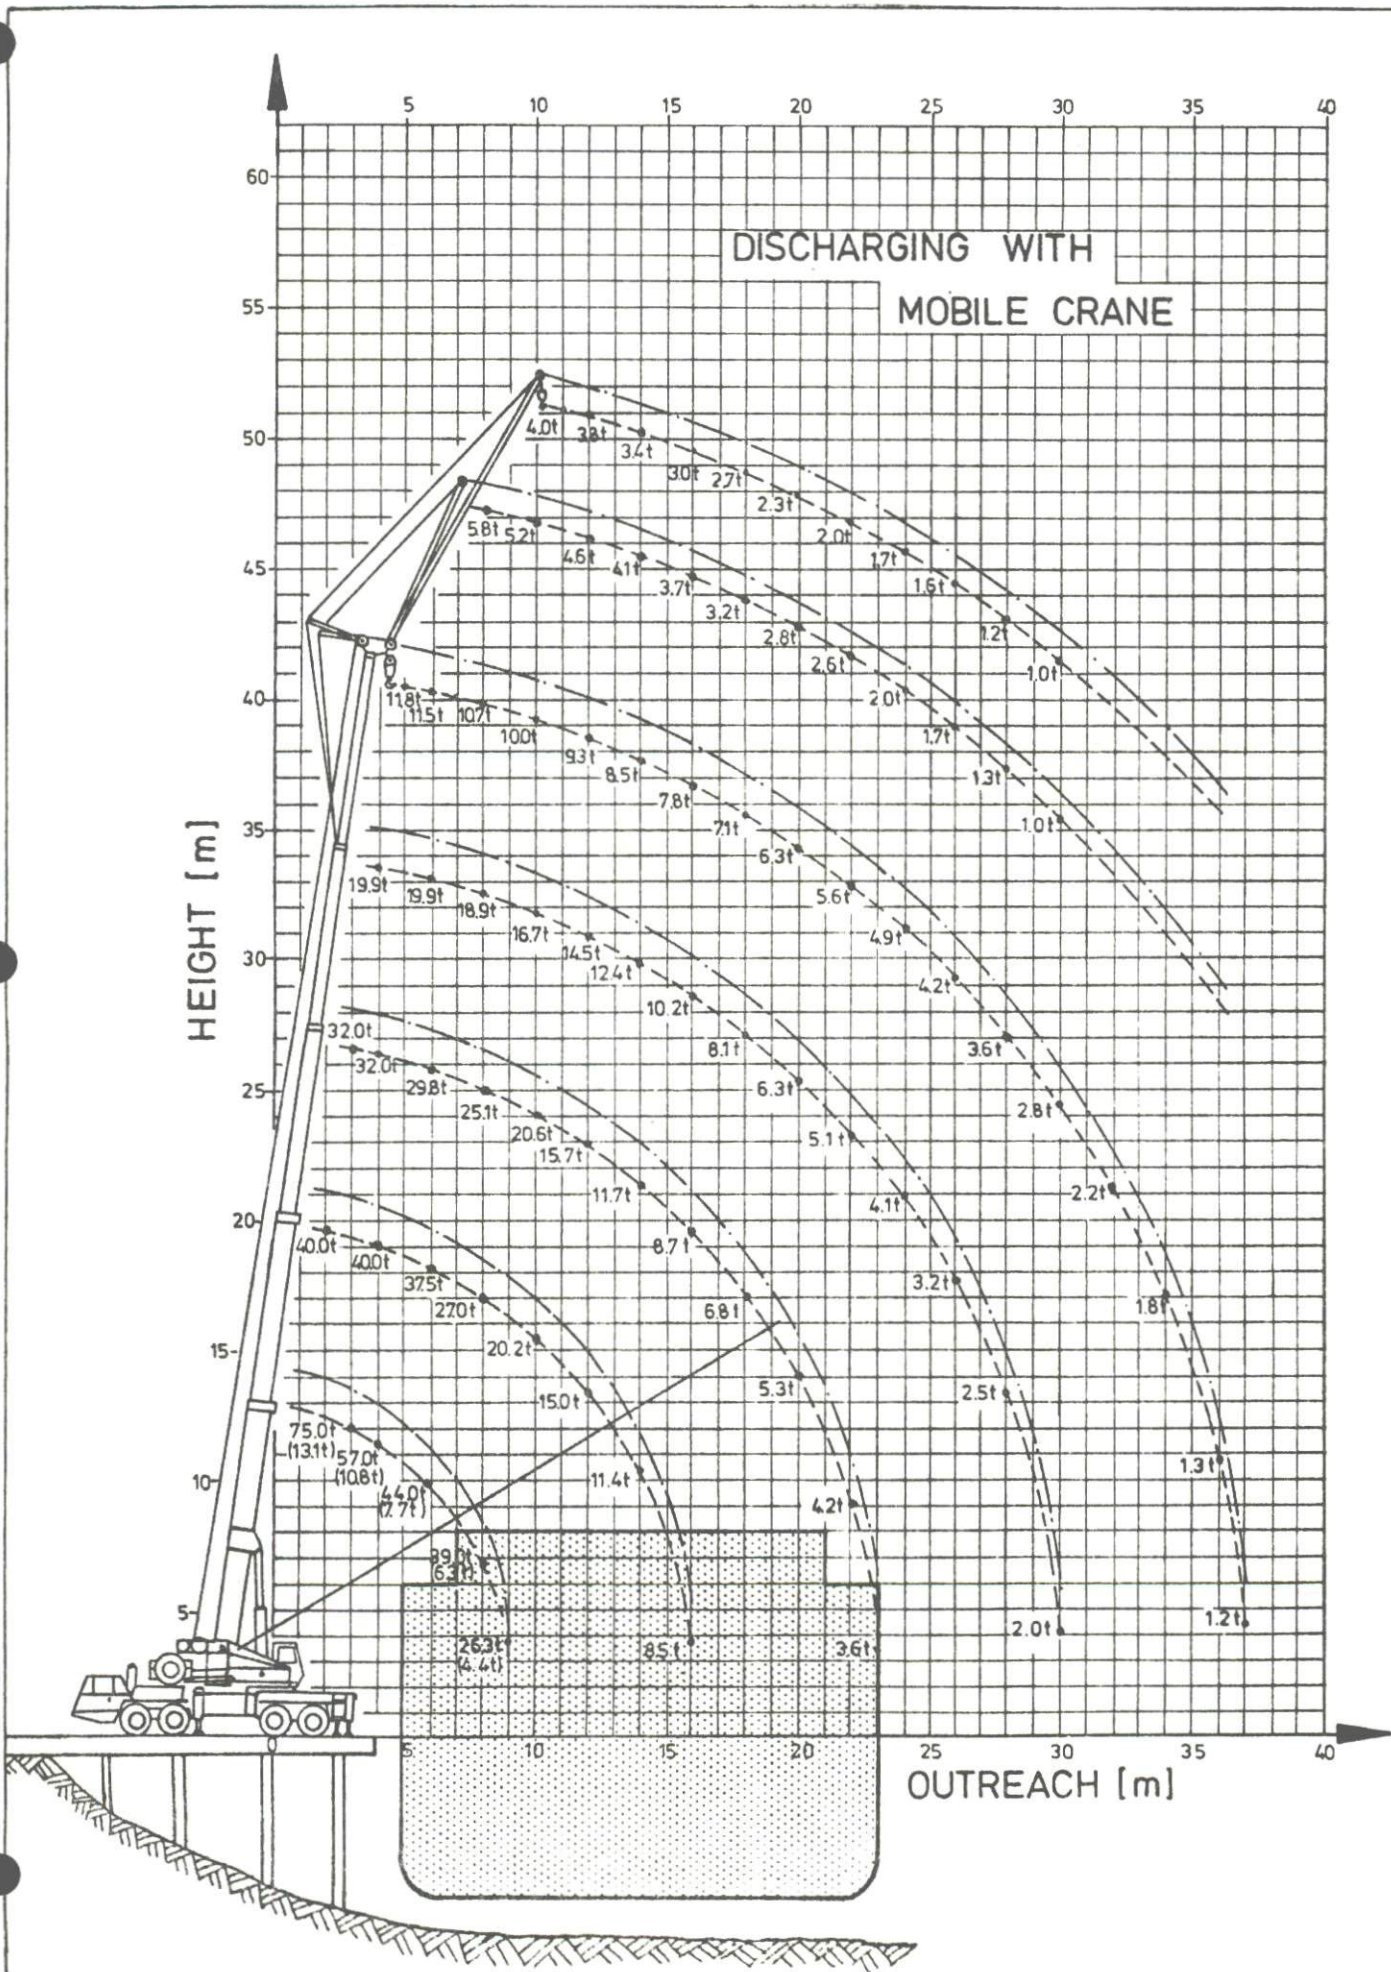 5 10 15 20 25 30 35 40
60
DISCHARGING WITH
MOBILE CRANE
55
50
4.0t 3.8t 3.4t 3.0t 2.7t 2.3t 2.0t 1.7t 1.6t 1.2t 1.0t
5.8t 5.2t 4.6t 4.1t 3.7t 3.2t 2.8t 2.6t 2.0t 1.7t 1.3t 1.0t
45
40
11.8t 11.5t 10.7t 10.0t 9.3t 8.5t 7.8t 7.1t 6.3t 5.6t 4.9t 4.2t 3.6t 2.8t 2.2t 1.8t 1.3t 1.2t
HEIGHT [m]
35
19.9t 19.9t 18.9t 16.7t 14.5t 12.4t 10.2t 8.1t 6.3t 5.1t 4.1t 3.2t 2.5t 2.0t
30
32.0t 32.0t 29.8t 25.1t 20.6t 15.7t 11.7t 8.7t 6.8t 5.3t 4.2t 3.6t
25
20
40.0t 40.0t 37.5t 27.0t 20.2t 15.0t 11.4t 8.5t
15
75.0t
(13.1t)
57.0t
(10.8t)
44.0t
(7.7t)
39.0t
(6.3t)
26.3t
(4.4t)
10
5
5 10 15 20 25 30 35 40
OUTREACH [m]